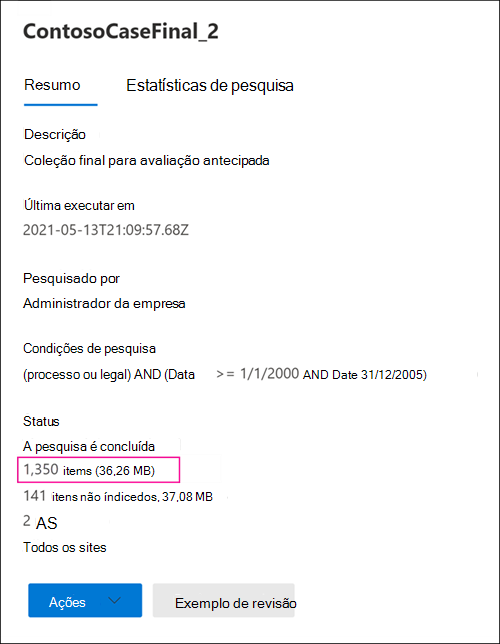 ContosoCaseFinal_2
Resumo Estatísticas de pesquisa
Descrição
Coleção final para avaliação antecipada
Última executar em
2021-05-13T21:09:57.68Z
Pesquisado por
Administrador da empresa
Condições de pesquisa
(processo ou legal) AND (Data >= 1/1/2000 AND Date 31/12/2005)
Status
A pesquisa é concluída
1,350 items (36,26 MB)
141 itens não índicedos, 37,08 MB
2 AS
Todos os sites
Ações Exemplo de revisão